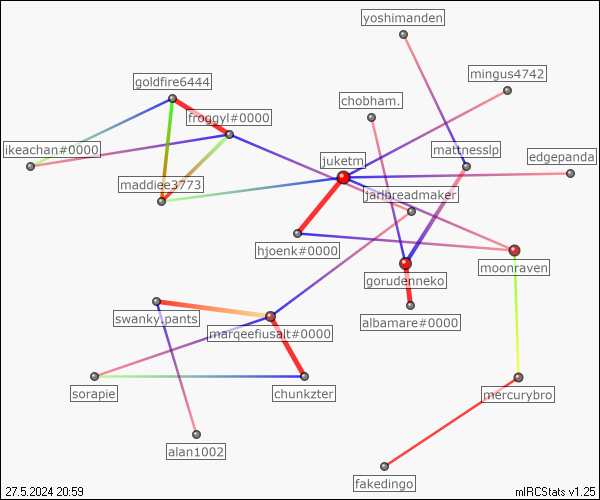 yoshimanden
mingus4742
goldfire6444
chobham.
froggyl#0000
ikeachan#0000
mattnesslp
juketm
edgepanda
maddiee3773
jarlbreadmaker
hjoenk#0000
moonraven
gorudenneko
swanky.pants
albamare#0000
marqeefiusalt#0000
sorapie
chunkzter
mercurybro
alan1002
fakedingo
27.5.2024 20:59
mIRCStats v1.25